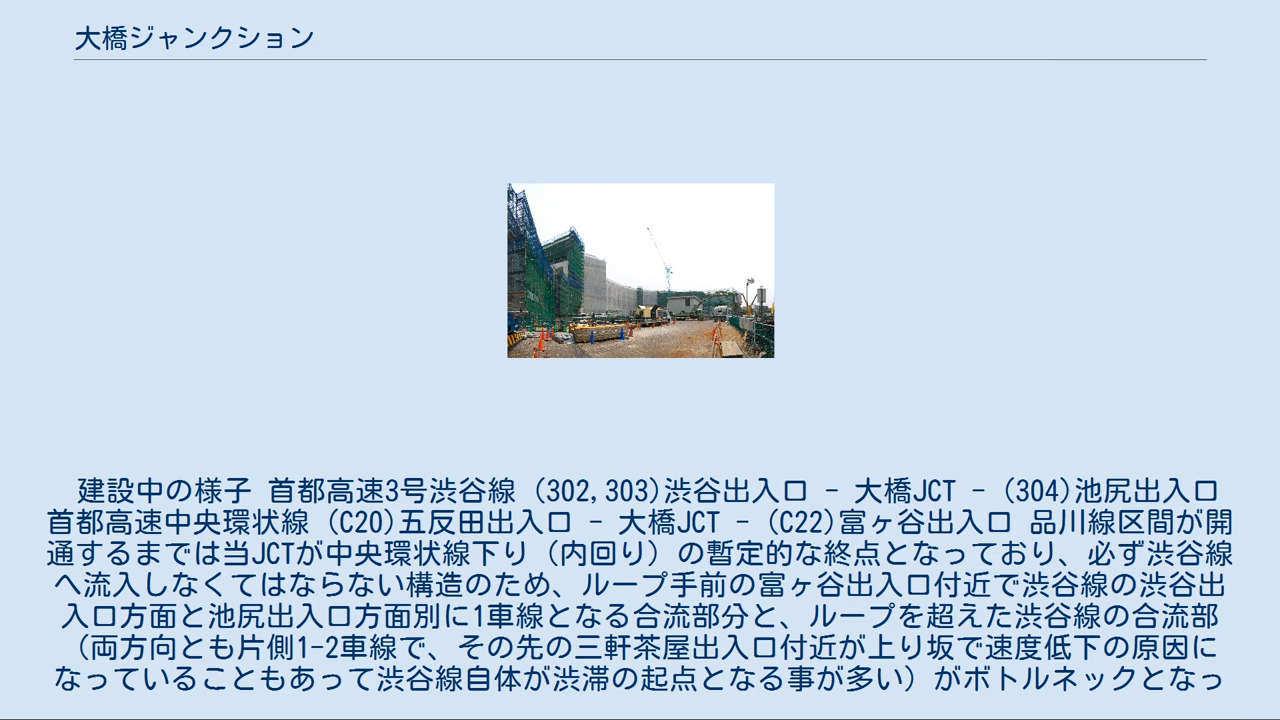 大橋ジャンクション
建設中の様子 首都高速3号渋谷線 (302,303)渋谷出入口 - 大橋JCT - (304)池尻出入口
首都高速中央環状線 (C20)五反田出入口 - 大橋JCT - (C22)富ヶ谷出入口 品川線区間が開
通するまでは当JCTが中央環状線下り（内回り）の暫定的な終点となっており、必ず渋谷線
へ流入しなくてはならない構造のため、ループ手前の富ヶ谷出入口付近で渋谷線の渋谷出
入口方面と池尻出入口方面別に1車線となる合流部分と、ループを超えた渋谷線の合流部
（両方向とも片側1-2車線で、その先の三軒茶屋出入口付近が上り坂で速度低下の原因に
なっていることもあって渋谷線自体が渋滞の起点となる事が多い）がボトルネックとなっ